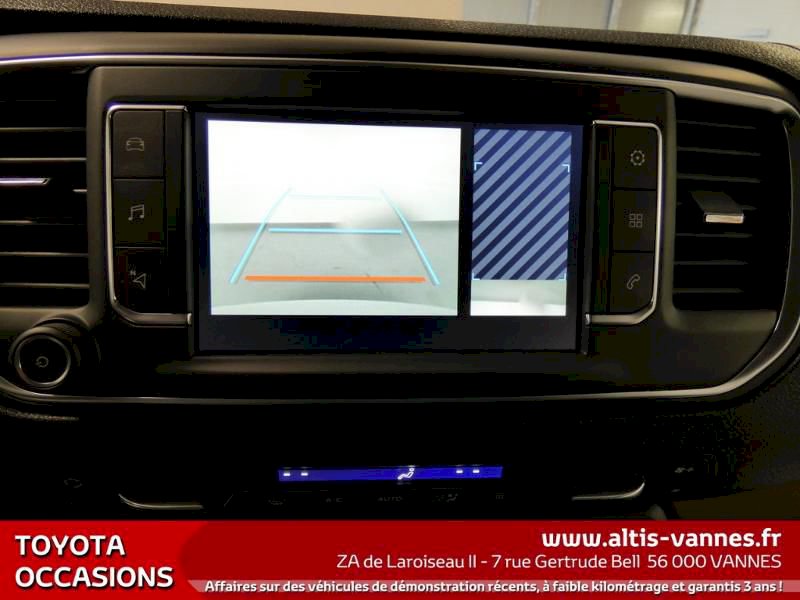 N
A/C
AUTO
TOYOTA
OCCASIONS
www.altis-vannes.fr
ZA de Laroiseau II - 7 rue Gertrude Bell 56 000 VANNES
Affaires sur des véhicules de démonstration récents, à faible kilométrage et garantis 3 ans !